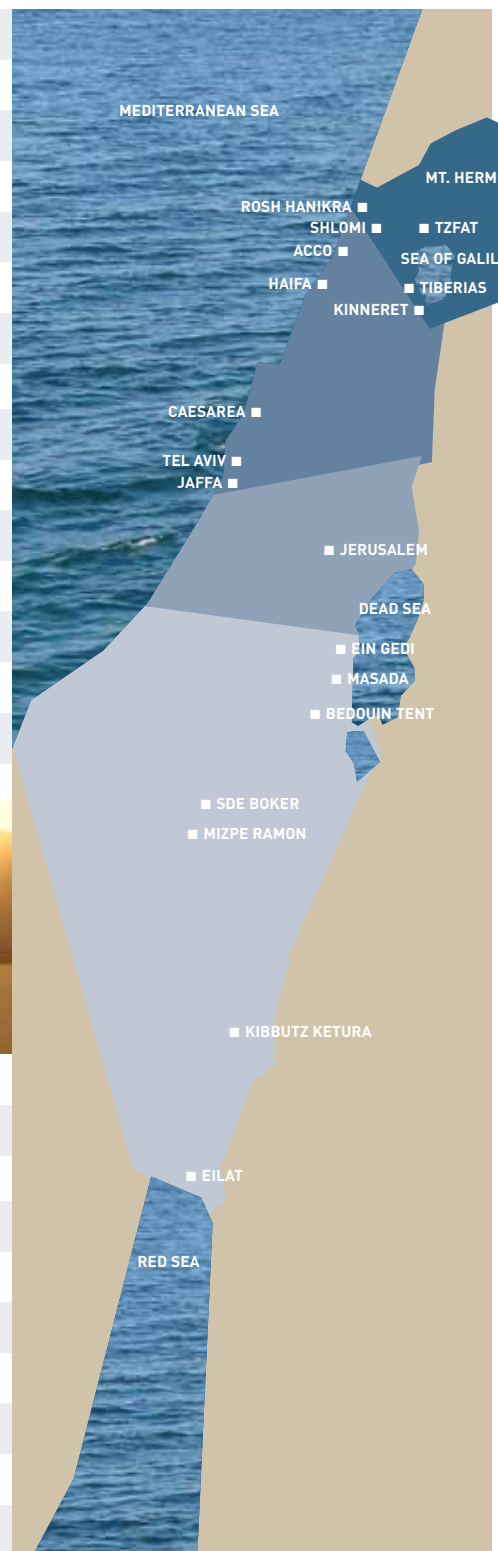 MEDITERRANEAN SEA
MT. HERM
ROSH HANIKRA
SHLOMI
TZFAT
ACCO
SEA OF GALIL
HAIFA
TIBERIAS
KINNERET
CAESAREA
TEL AVIV
JAFFA
JERUSALEM
DEAD SEA
EIN GEDI
MASADA
BEDOUIN TENT
SDE BOKER
MIZPE RAMON
KIBBUTZ KETURA
EILAT
RED SEA